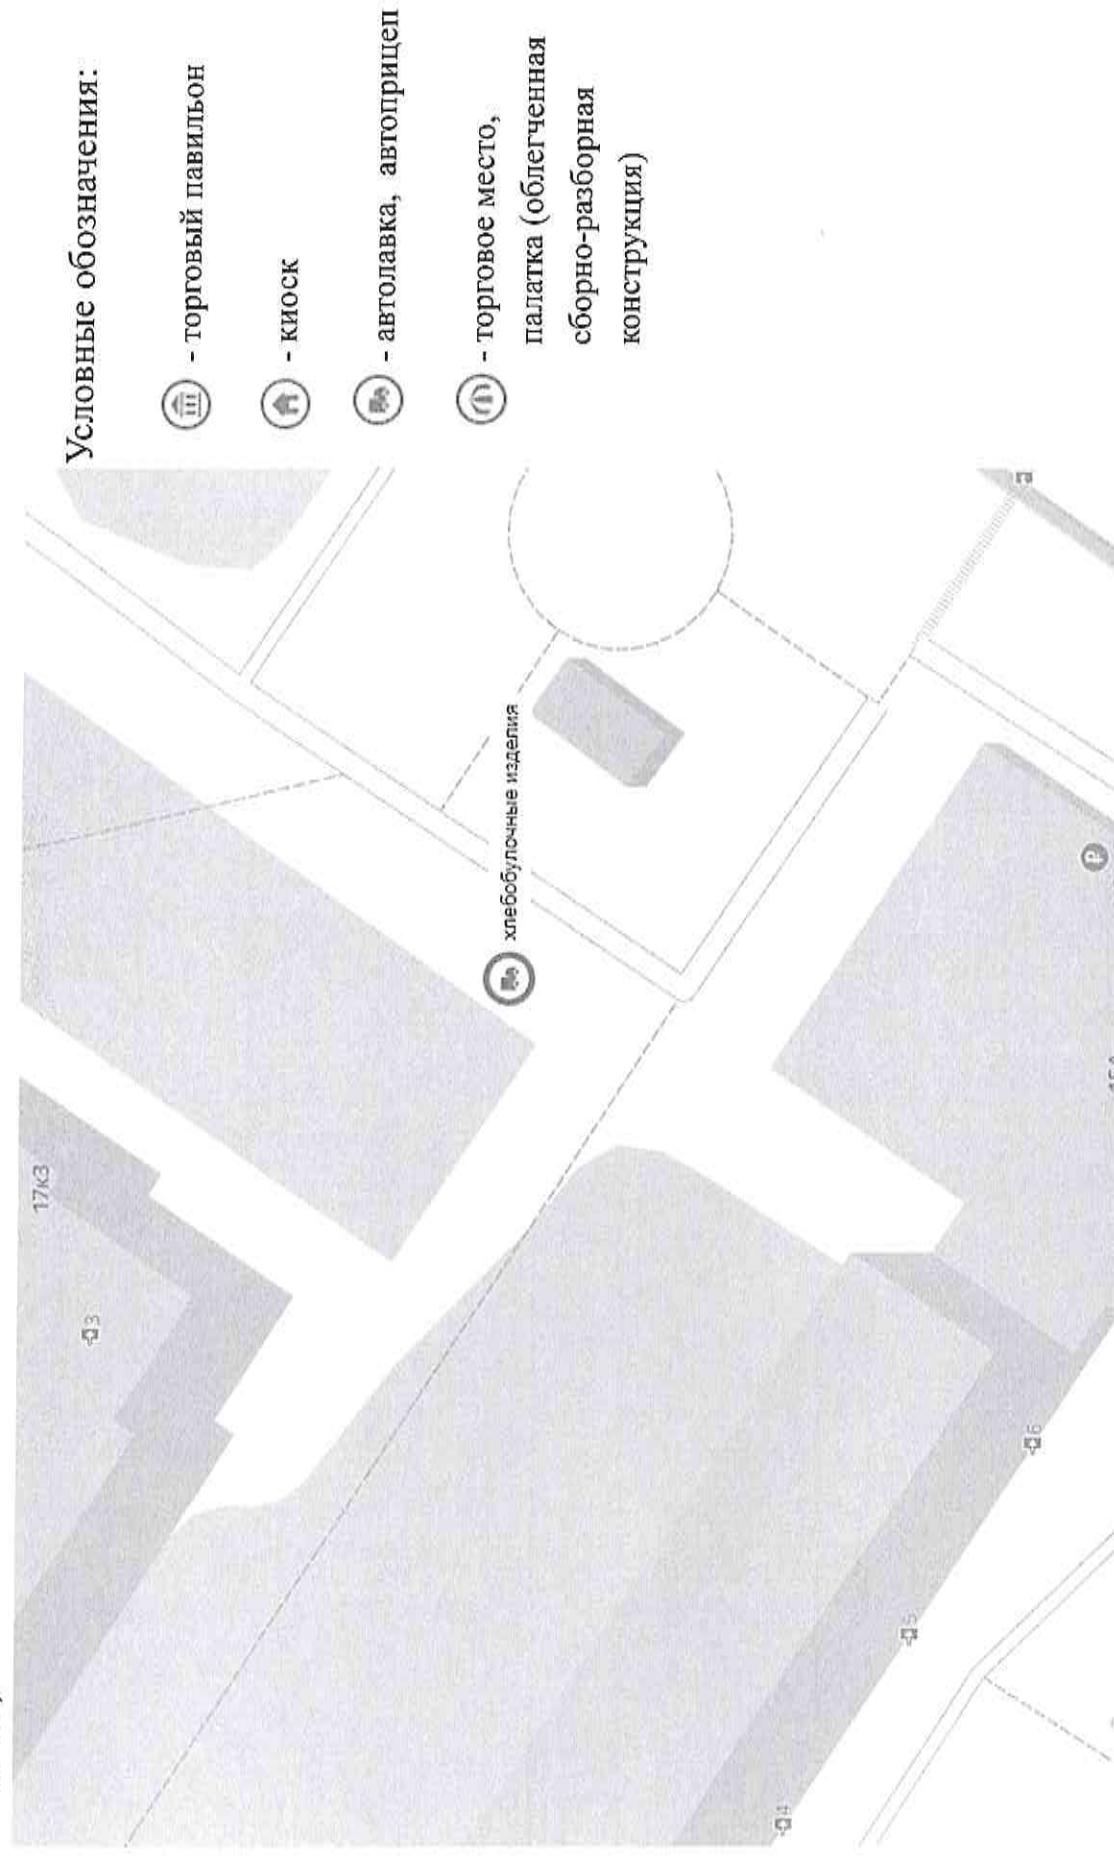 Условные обозначения:
- торговый павильон
- киоск
- автолавка, автоприцеп
- торговое место,
палатка (облегченная
сборно-разборная
конструкция)
хлебобулочные изделия
17к3
3
4
5
6
P